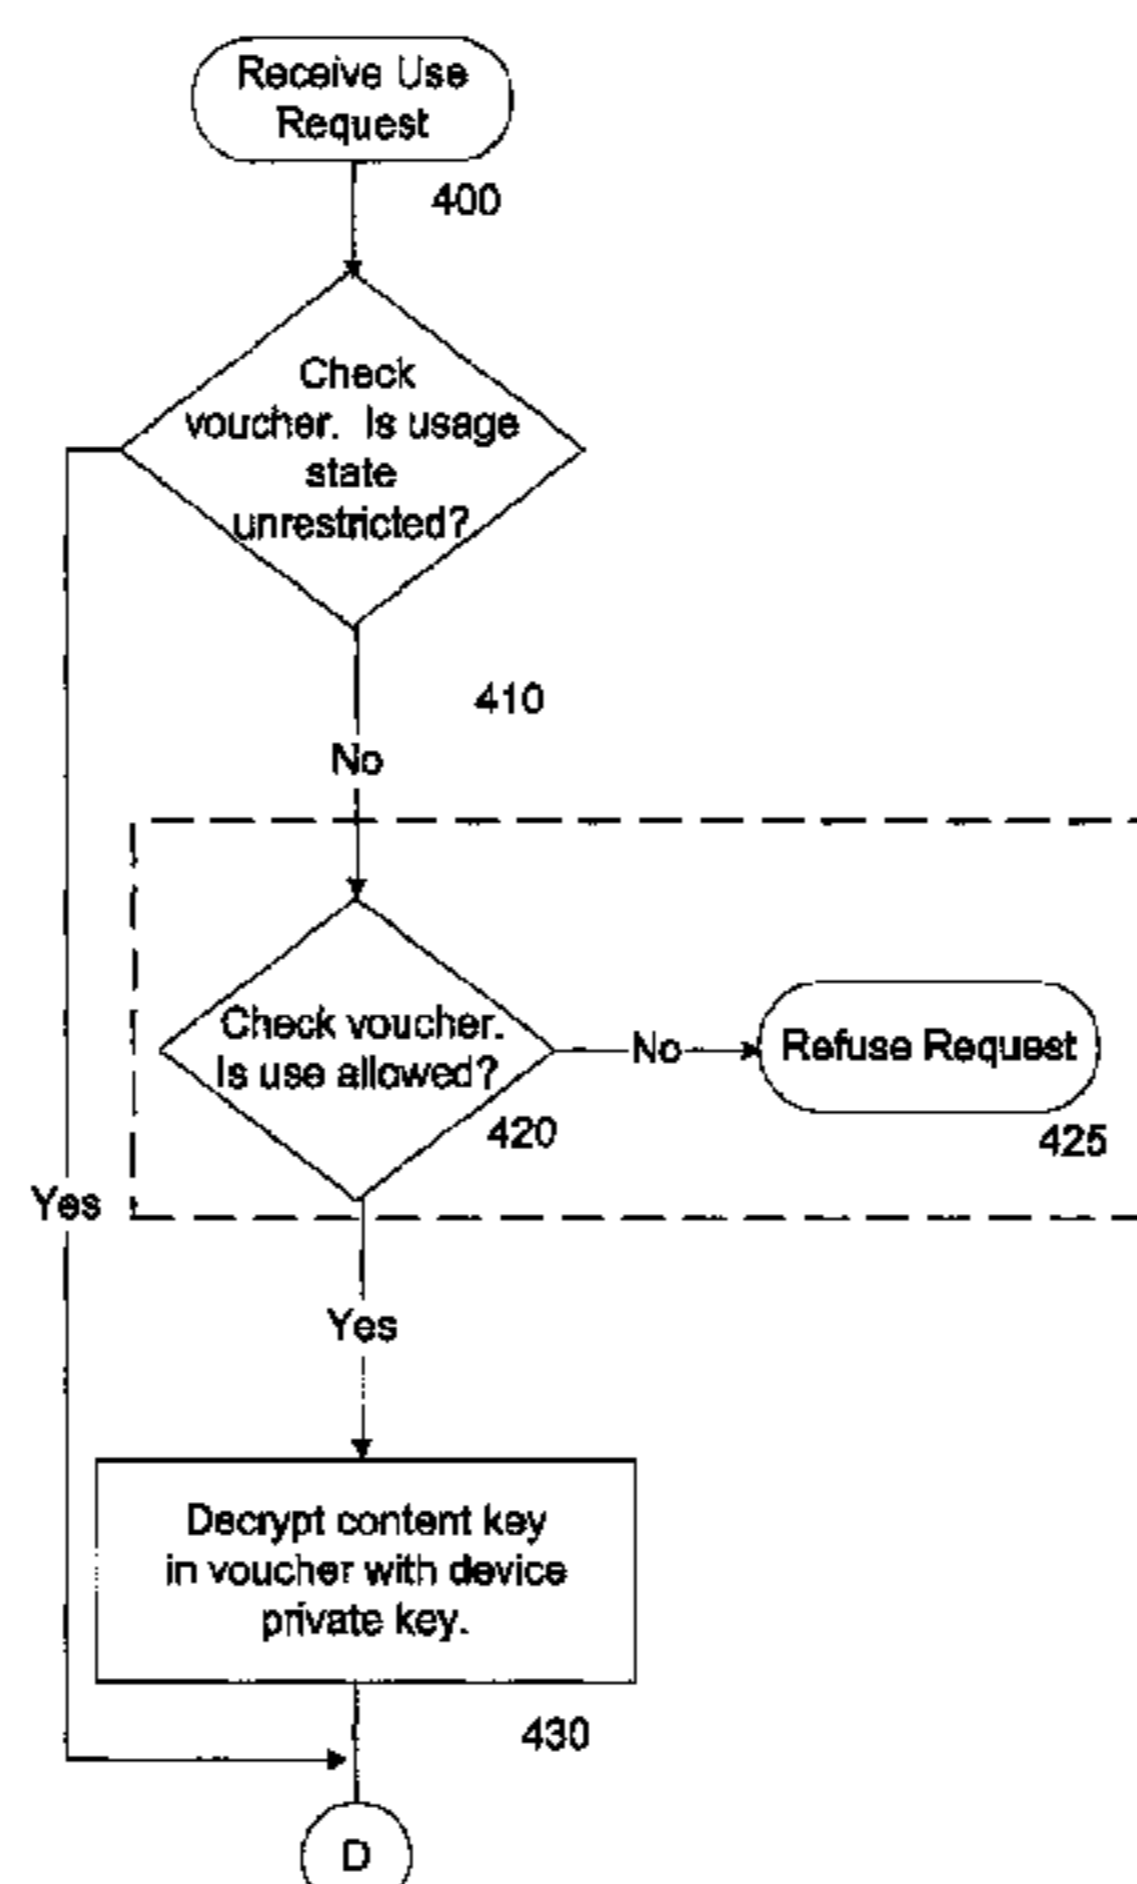 Receive Use
Request
400
Check
voucher. Is usage
state
unrestricted?
410
No
Check voucher.
Is use allowed?
420
No
Refuse Request
425
Yes
Yes
Decrypt content key
in voucher with device
private key.
430
D